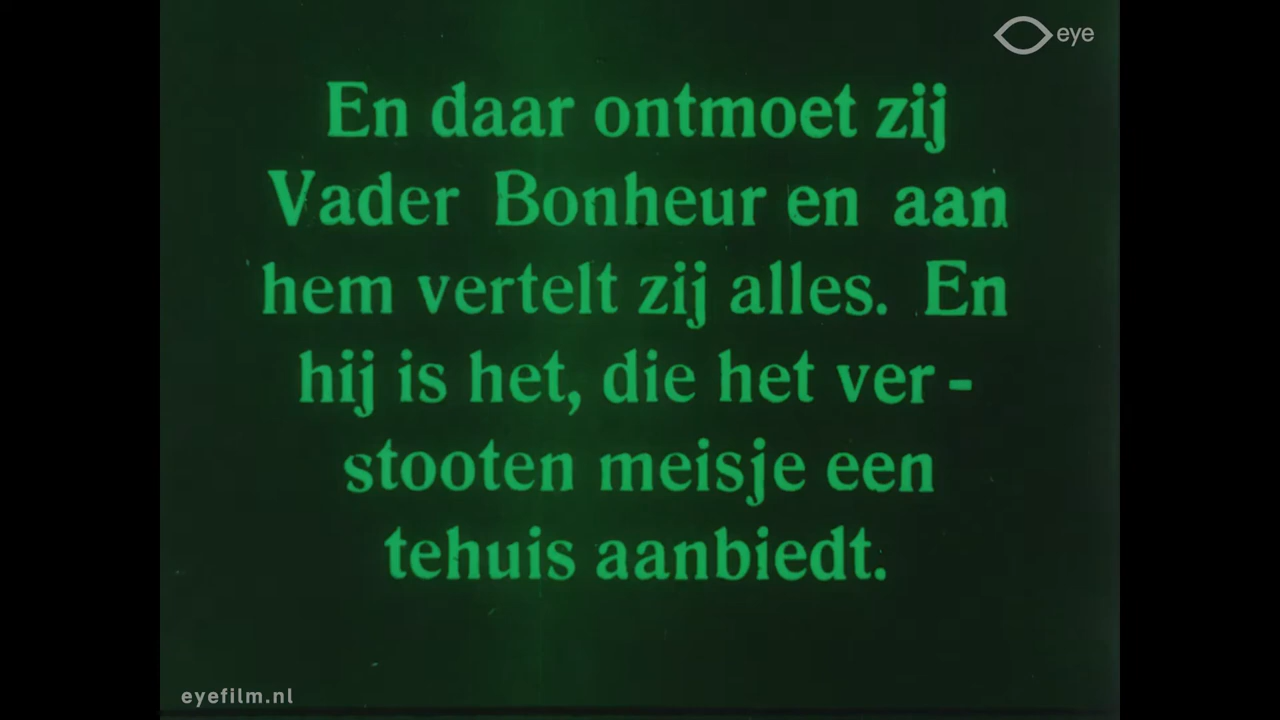 eye
En daar ontmoet zij
Vader Bonheur en aan
hem vertelt zij alles. En
hij is het, die het ver-
stooten meisje een
tehuis aanbiedt.
eyefilm.nl